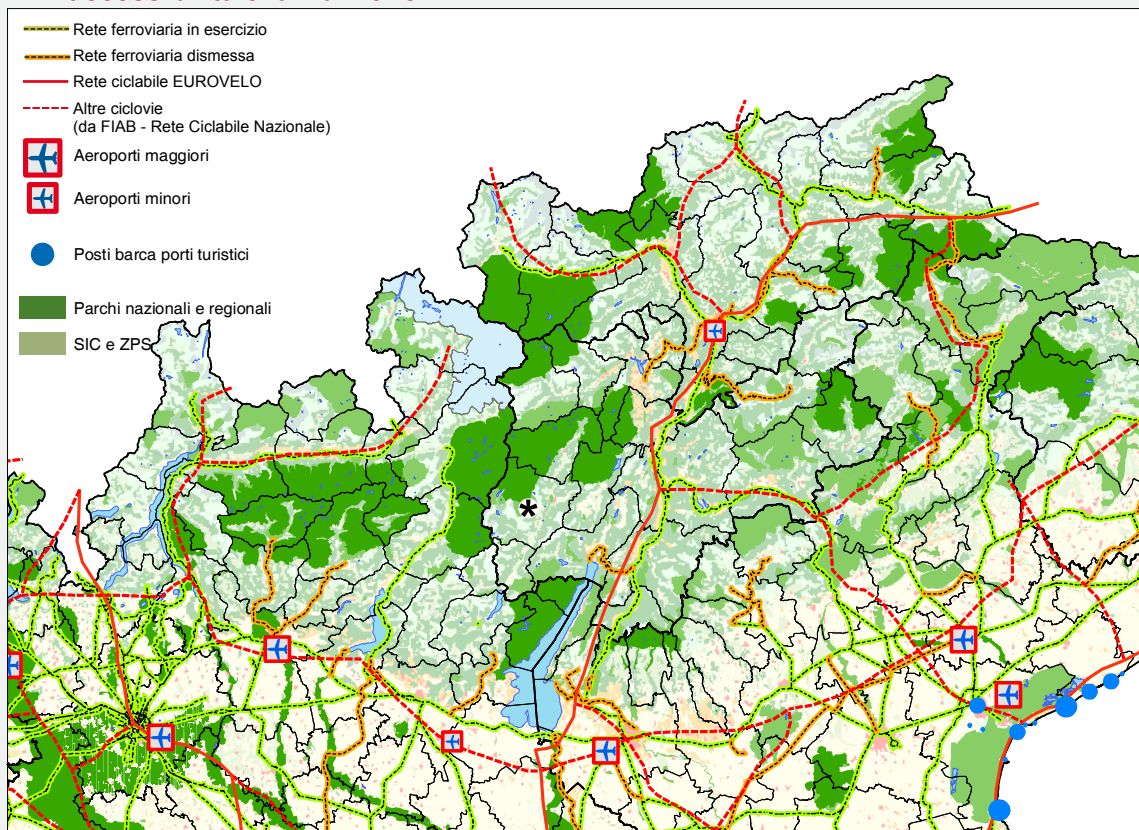 Rete ferroviaria in esercizio
Rete ferroviaria dismessa
Rete ciclabile EUROVELO
Altre ciclovie
(da FIAB - Rete Ciclabile Nazionale)
Aeroporti maggiori
Aeroporti minori
Posti barca porti turistici
Parchi nazionali e regionali
SIC e ZPS
*